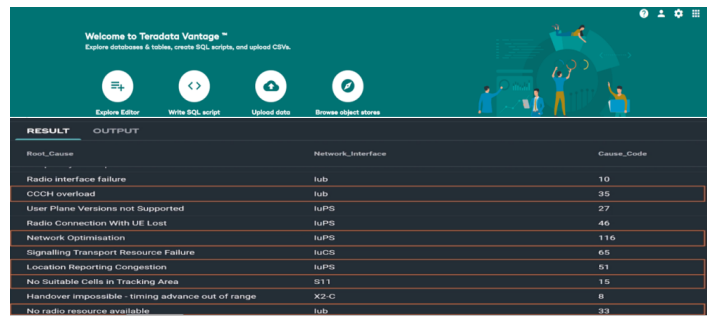 Welcome to Teradata Vantage ™
Explore databases & tables, create SQL scripts, and upload CSVs.
Explore Editor Write SQL script Upload data Browse object stores
RESULT OUTPUT
Root_Cause Network_Interface Cause_Code
Radio interface failure Iub 10
CCCH overload Iub 35
User Plane Versions not Supported IuPS 27
Radio Connection With UE Lost IuPS 46
Network Optimisation IuPS 116
Signalling Transport Resource Failure IuCS 65
Location Reporting Congestion IuPS 51
No Suitable Cells in Tracking Area S11 15
Handover impossible - timing advance out of range X2-C 8
No radio resource available Iub 33